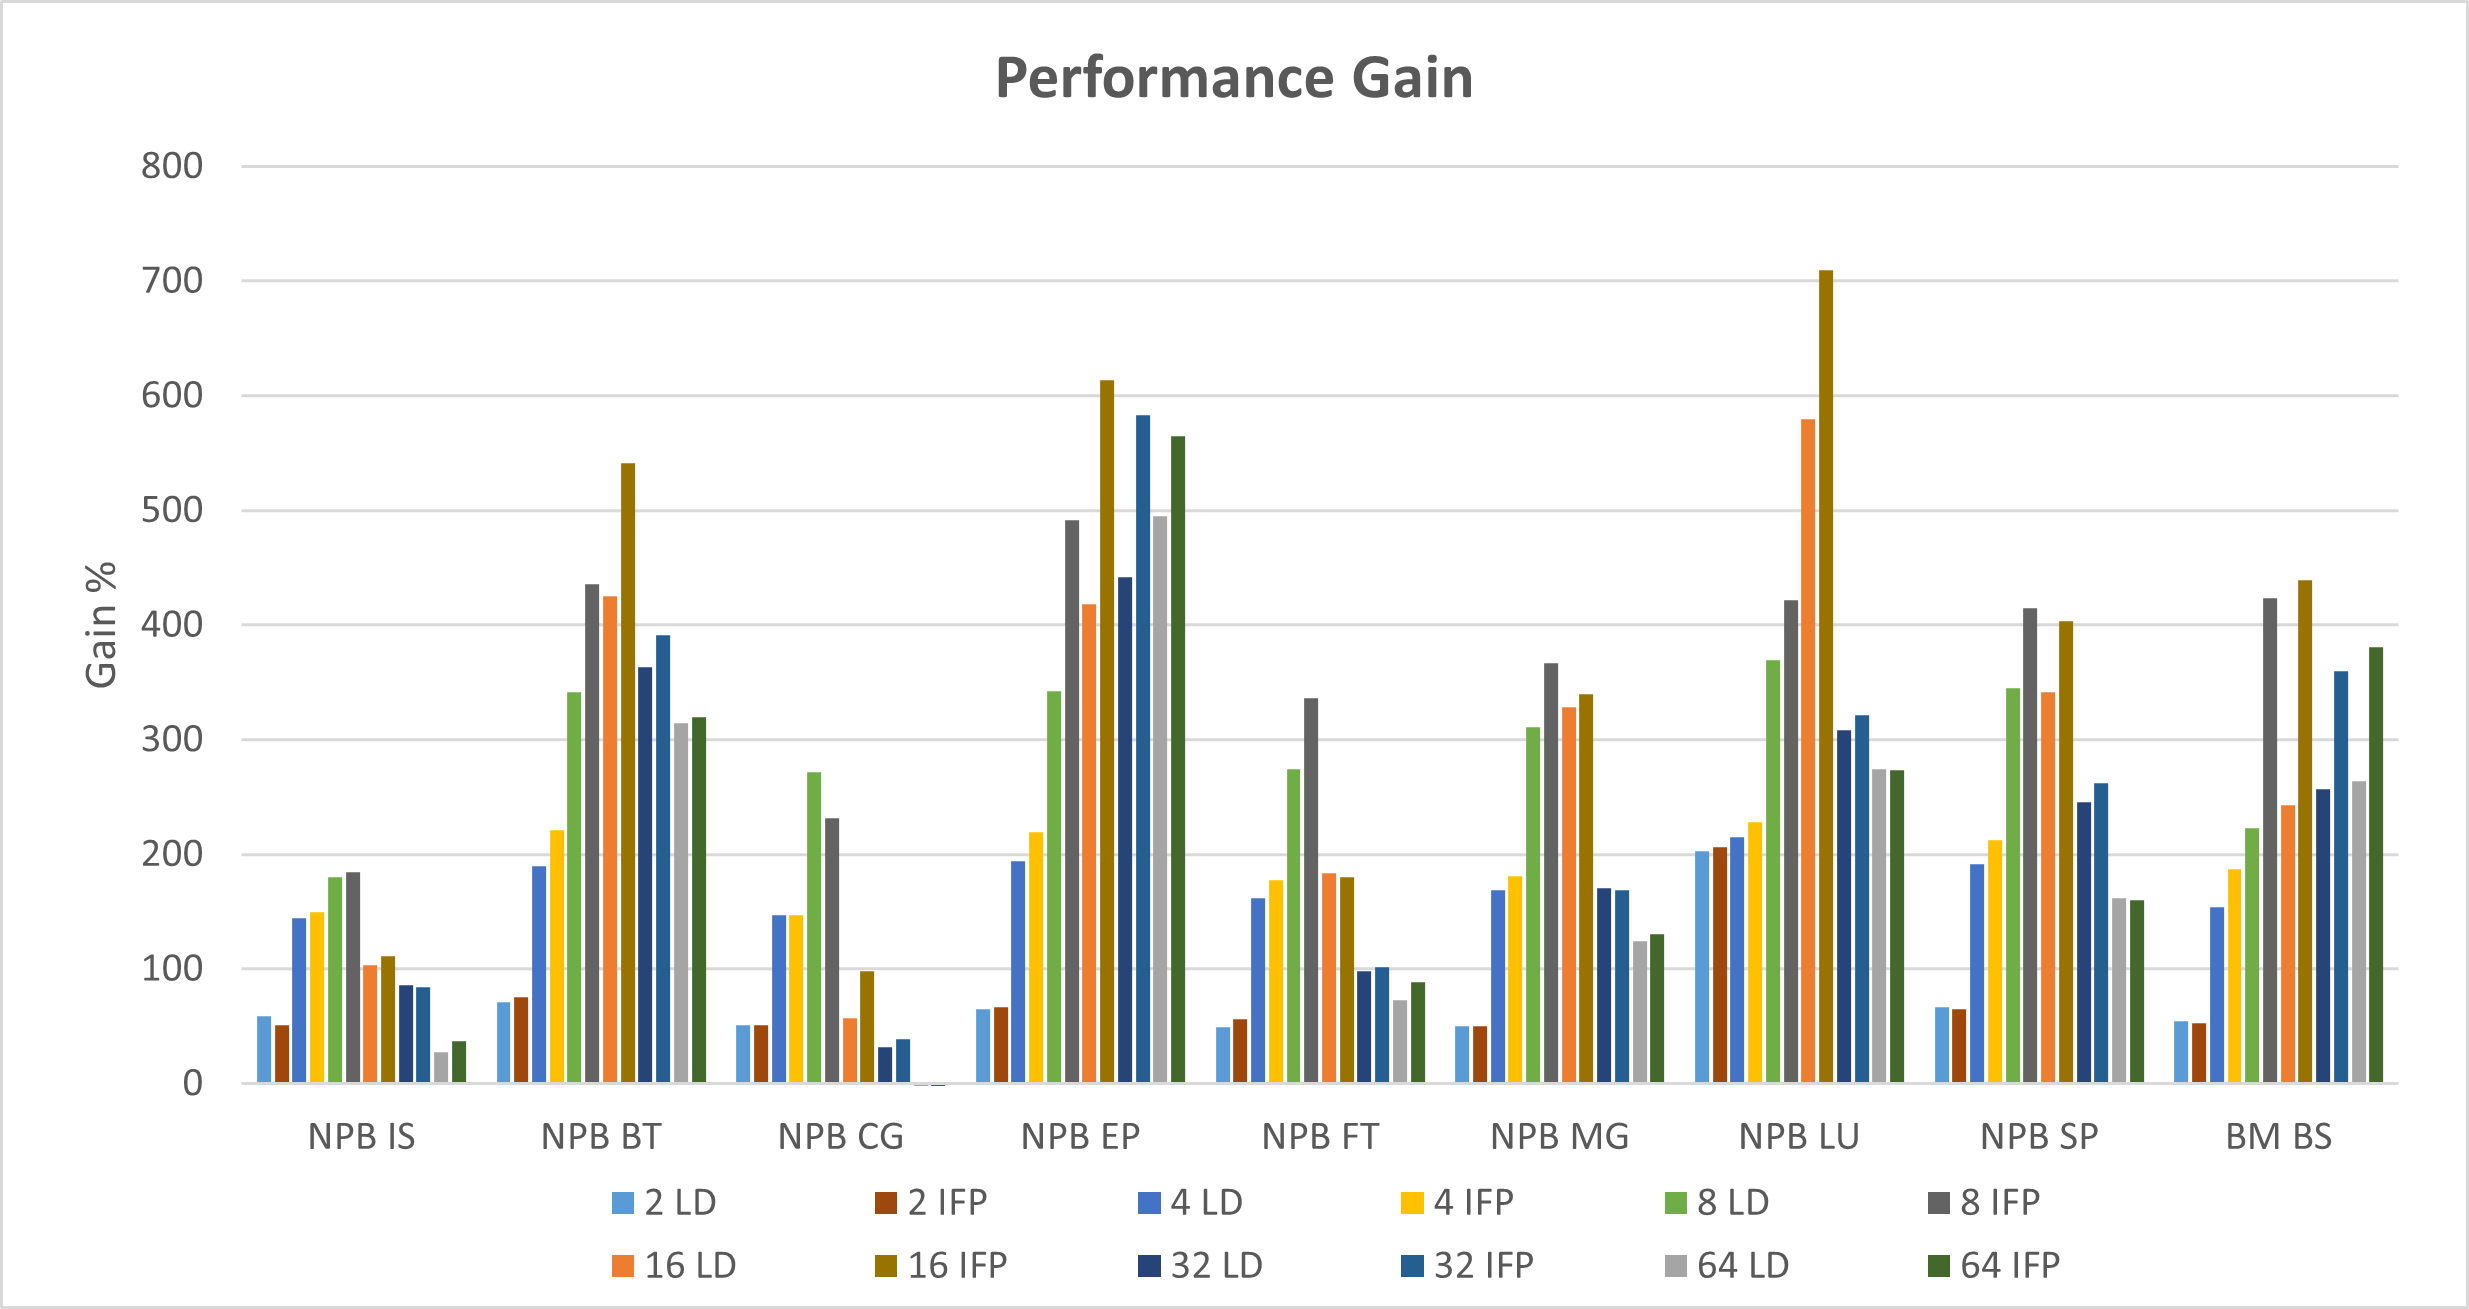 Performance Gain
800
700
600
500
400
300
200
100
0
Gain %
NPB IS NPB BT NPB CG NPB EP NPB FT NPB MG NPB LU NPB SP BM BS
2 LD 2 IFP 4 LD 4 IFP 8 LD 8 IFP
16 LD 16 IFP 32 LD 32 IFP 64 LD 64 IFP